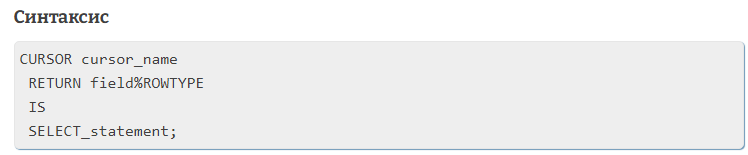 Синтаксис
CURSOR cursor_name
RETURN field%ROWTYPE
IS
SELECT_statement;